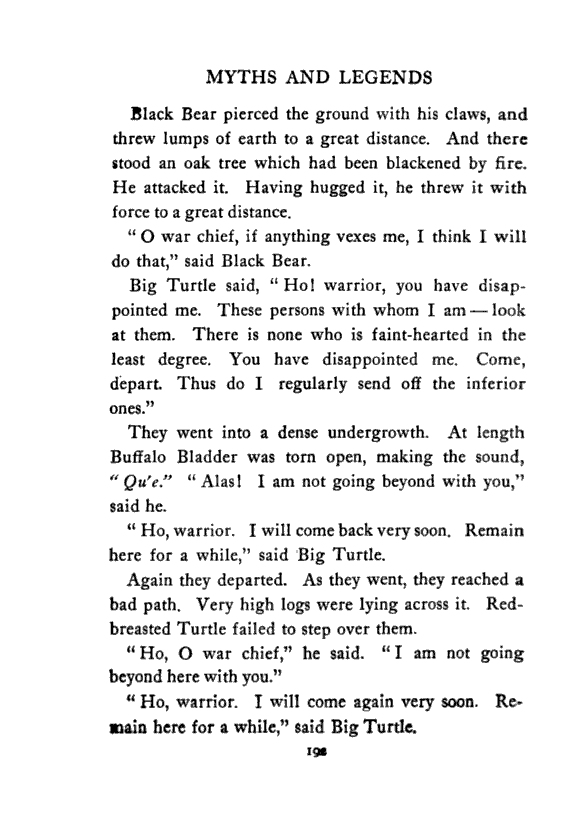 MYTHS AND LEGENDS
Black Bear pierced the ground with his claws, and
threw lumps of earth to a great distance. And there
stood an oak tree which had been blackened by fire.
He attacked it. Having hugged it, he threw it with
force to a great distance.
“ O war chief, if anything vexes me, I think I will
do that,” said Black Bear.
Big Turtle said, “ Ho! warrior, you have disap-
pointed me. These persons with whom I am — look
at them. There is none who is faint-hearted in the
least degree. You have disappointed me. Come,
depart. Thus do I regularly send off the inferior
ones.”
They went into a dense undergrowth. At length
Buffalo Bladder was torn open, making the sound,
“ Qu’e.” “ Alas! I am not going beyond with you,”
said he.
“ Ho, warrior. I will come back very soon. Remain
here for a while,” said Big Turtle.
Again they departed. As they went, they reached a
bad path. Very high logs were lying across it. Red-
breasted Turtle failed to step over them.
“ Ho, O war chief,” he said. “ I am not going
beyond here with you.”
“ Ho, warrior. I will come again very soon. Re-
main here for a while,” said Big Turtle.
192